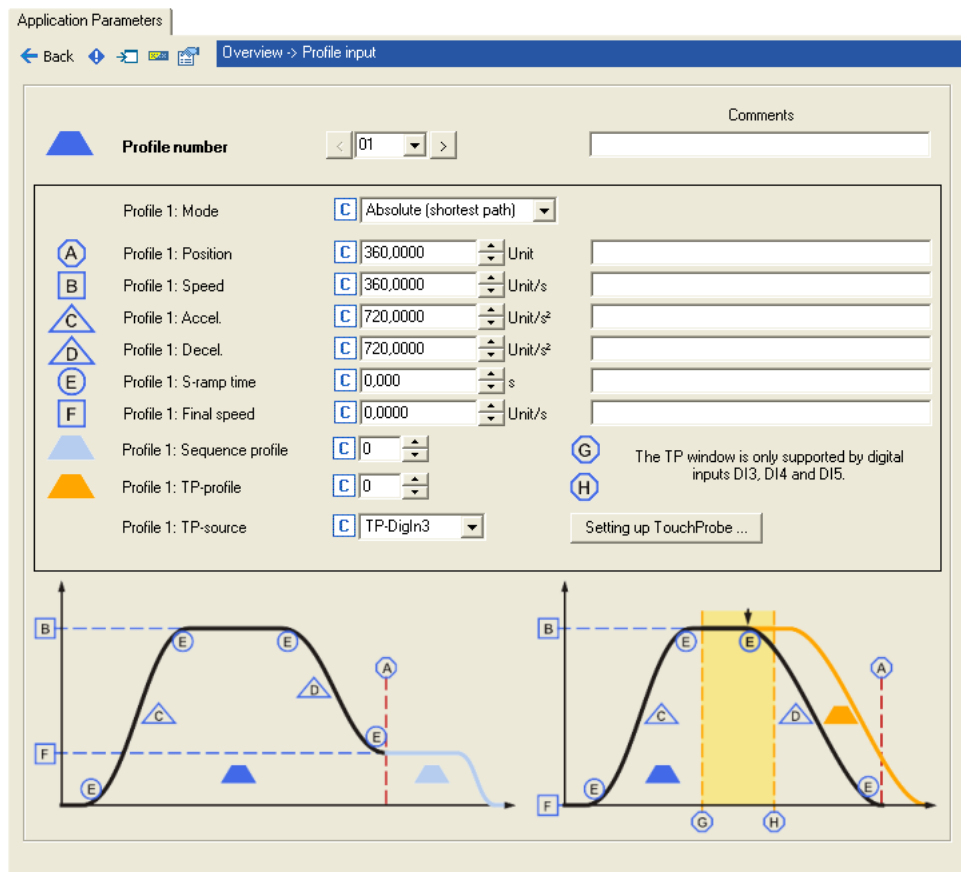 Application Parameters
Back Overview -> Profile input
Comments
Profile number < 01 >
Profile 1: Mode C Absolute (shortest path)
A Profile 1: Position C 360,0000 Unit
B Profile 1: Speed C 360,0000 Unit/s
C Profile 1: Accel. C 720,0000 Unit/s²
D Profile 1: Decel. C 720,0000 Unit/s²
E Profile 1: S-ramp time C 0,000 s
F Profile 1: Final speed C 0,0000 Unit/s
Profile 1: Sequence profile C 0
G The TP window is only supported by digital
H inputs DI3, DI4 and DI5.
Profile 1: TP-profile C 0
Profile 1: TP-source C TP-DigIn3 Setting up TouchProbe ...
B E E A
D
C
E
F
E
B E E A
C D
E E
F
G H